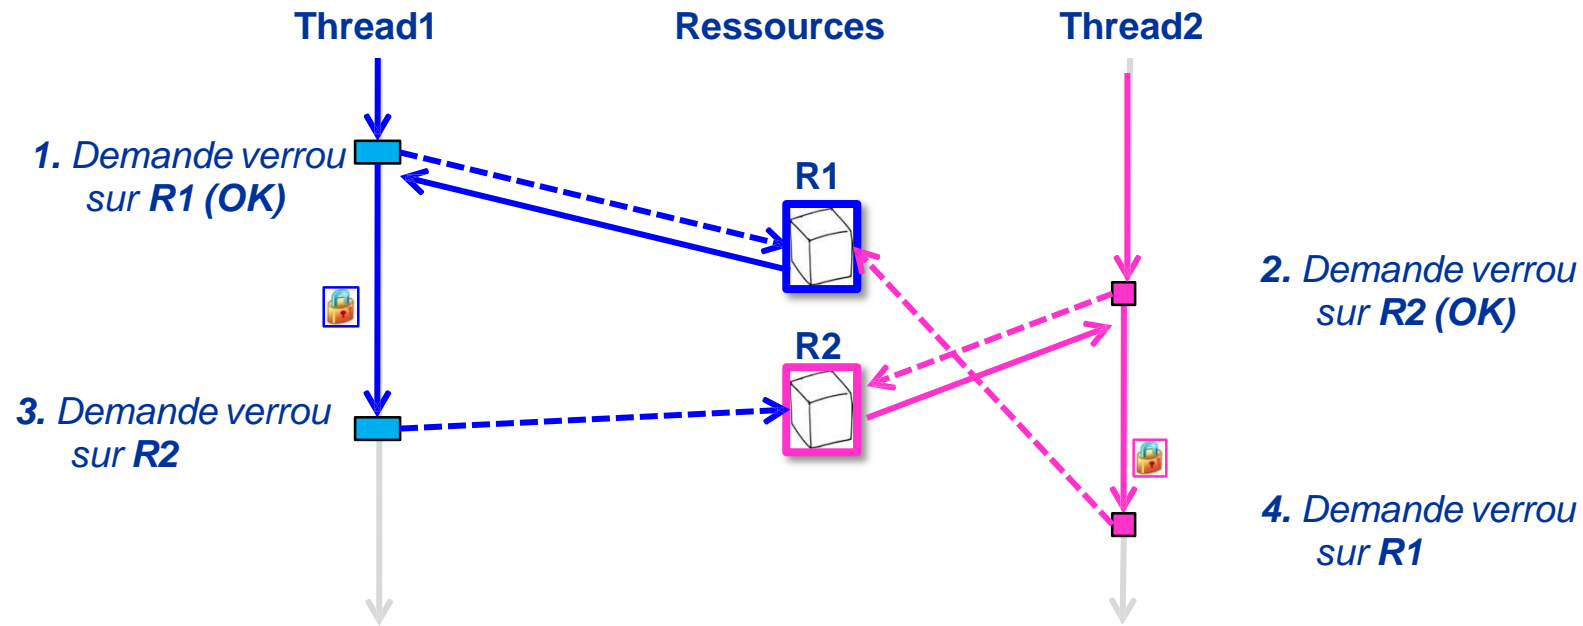 Thread1
Ressources
Thread2
1. Demande verrou
sur R1 (OK)
R1
2. Demande verrou
sur R2 (OK)
R2
3. Demande verrou
sur R2
4. Demande verrou
sur R1